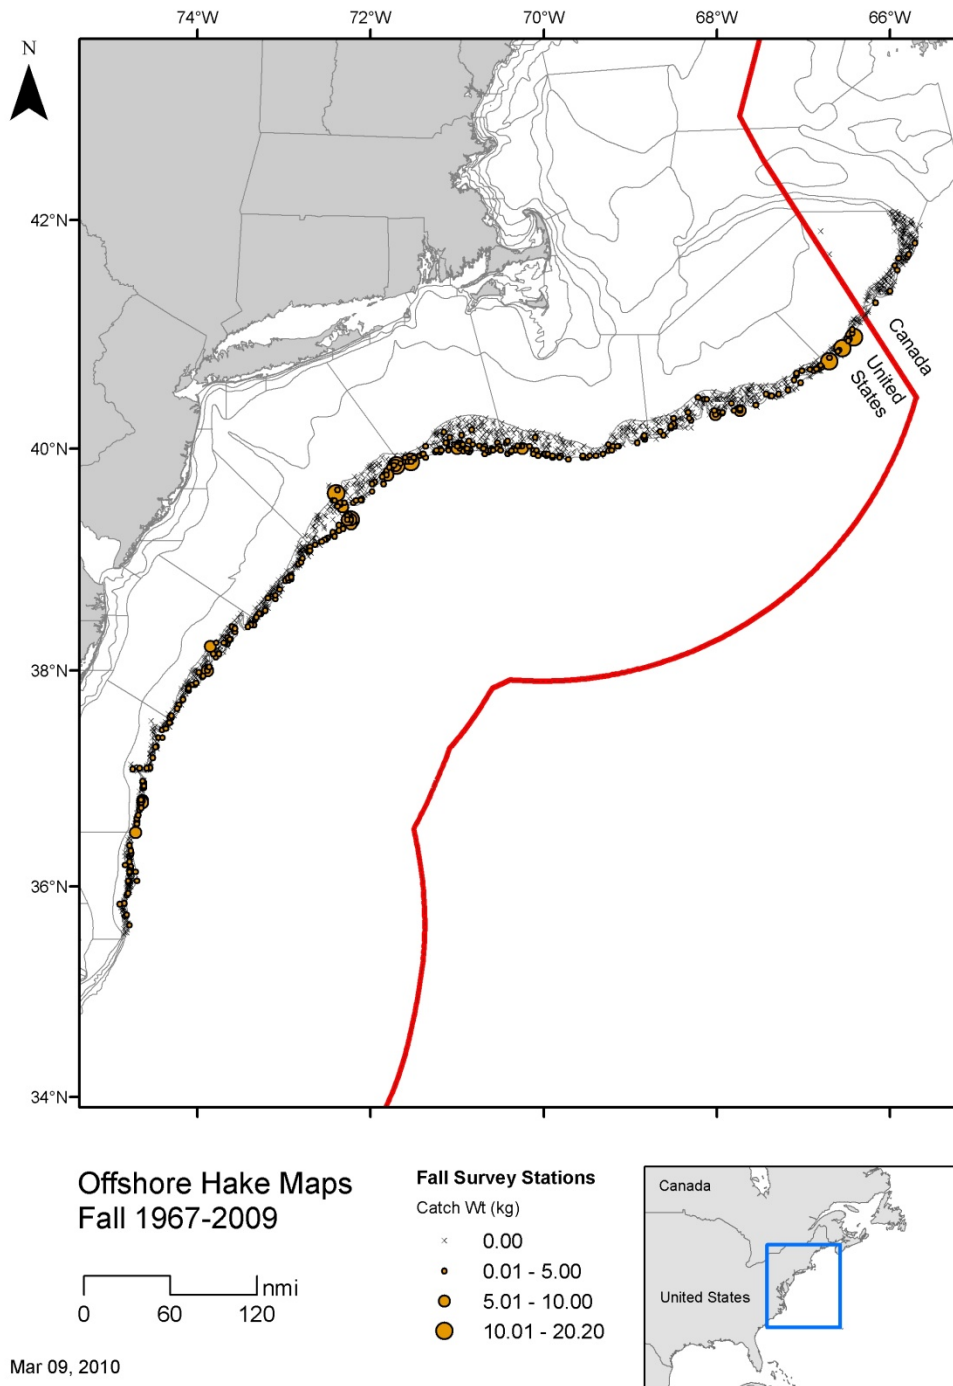 74°W 72°W 70°W 68°W 66°W
N
42°N
Canada
United
States
40°N
38°N
36°N
34°N
Offshore Hake Maps
Fall 1967-2009
nmi
0 60 120
Mar 09, 2010
Fall Survey Stations
Catch Wt (kg)
0.00
0.01 - 5.00
5.01 - 10.00
10.01 - 20.20
Canada
United States